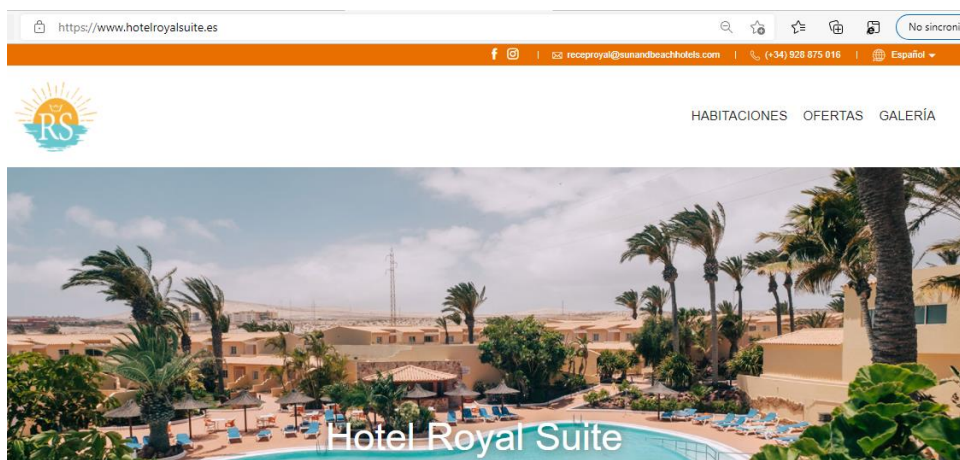 https://www.hotelroyalsuite.es
No sincroni
receproyal@sunandbeachhotels.com | (+34) 928 875 016 | Español
RS
HABITACIONES OFERTAS GALERÍA
Hotel Royal Suite